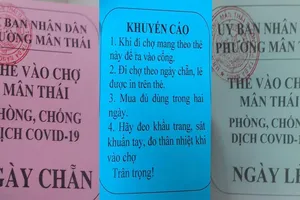 ỦY BAN NHÂN DÂN
PHƯỜNG MÂN THÁI
THẺ VÀO CHỢ
MÂN THÁI
PHÒNG, CHỐNG
DỊCH COVID-19
NGÀY CHẴN
KHUYẾN CÁO
1. Khi đi chợ mang theo thẻ
này để ra vào cổng.
2. Đi chợ theo ngày chẵn, lẻ
được in trên thẻ.
3. Mua đủ dùng trong hai
ngày.
4. Hãy đeo khẩu trang, sát
khuẩn tay, đo thân nhiệt khi
vào chợ
Trân trọng!
ỦY BAN NHÂN
PHƯỜNG MÂN
THẺ VÀO CHỢ
MÂN THÁI
PHÒNG, CHỐNG
DỊCH COVID-19
NGÀY LẺ